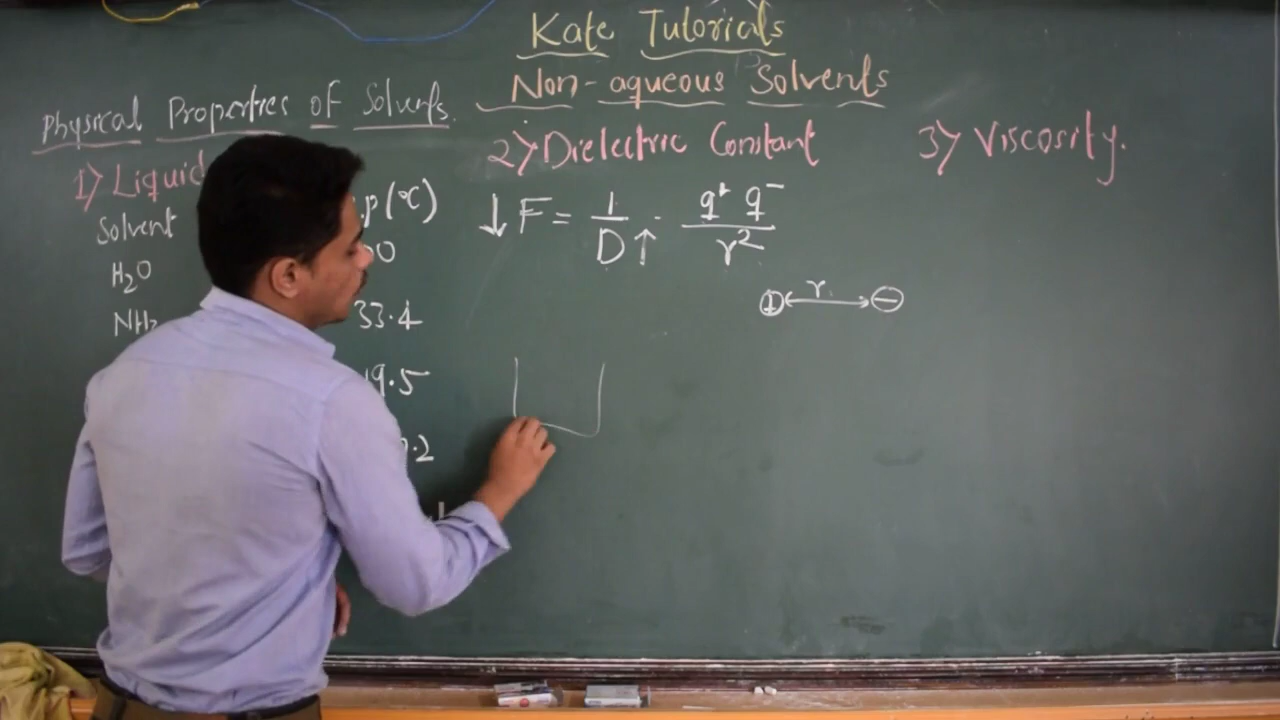 Kate Tutorials
Non-aqueous Solvents
Physical Properties of Solvents.
1) Liquid
Solvent .p(°C)
H₂O
NH₃ 33.4
19.5
.2
2) Dielectric Constant
↓F = 1/D↑ · q⁺ q⁻/r²
⊕ ←r.→ ⊖
3) Viscosity.